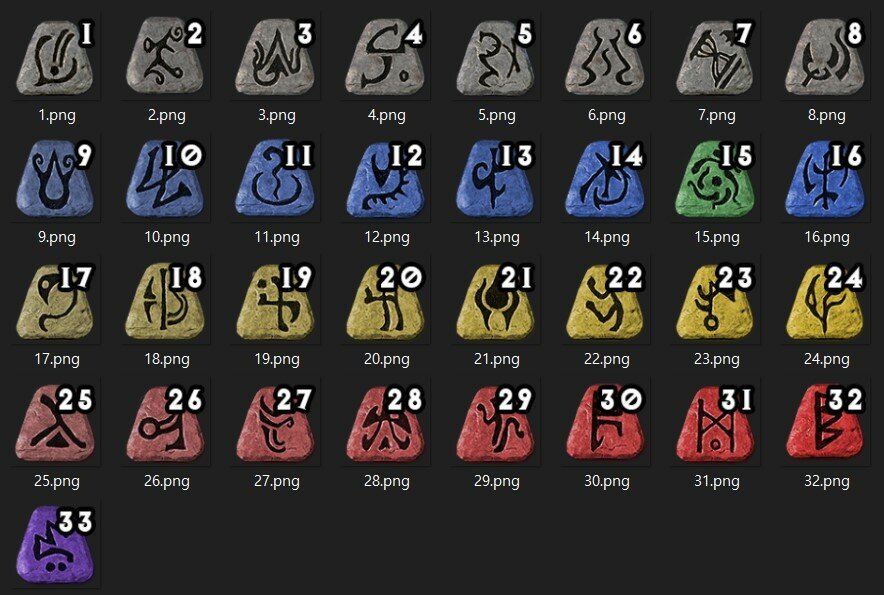 1 2 3 4 5 6 7 8
1.png 2.png 3.png 4.png 5.png 6.png 7.png 8.png
9 10 11 12 13 14 15 16
9.png 10.png 11.png 12.png 13.png 14.png 15.png 16.png
17 18 19 20 21 22 23 24
17.png 18.png 19.png 20.png 21.png 22.png 23.png 24.png
25 26 27 28 29 30 31 32
25.png 26.png 27.png 28.png 29.png 30.png 31.png 32.png
33